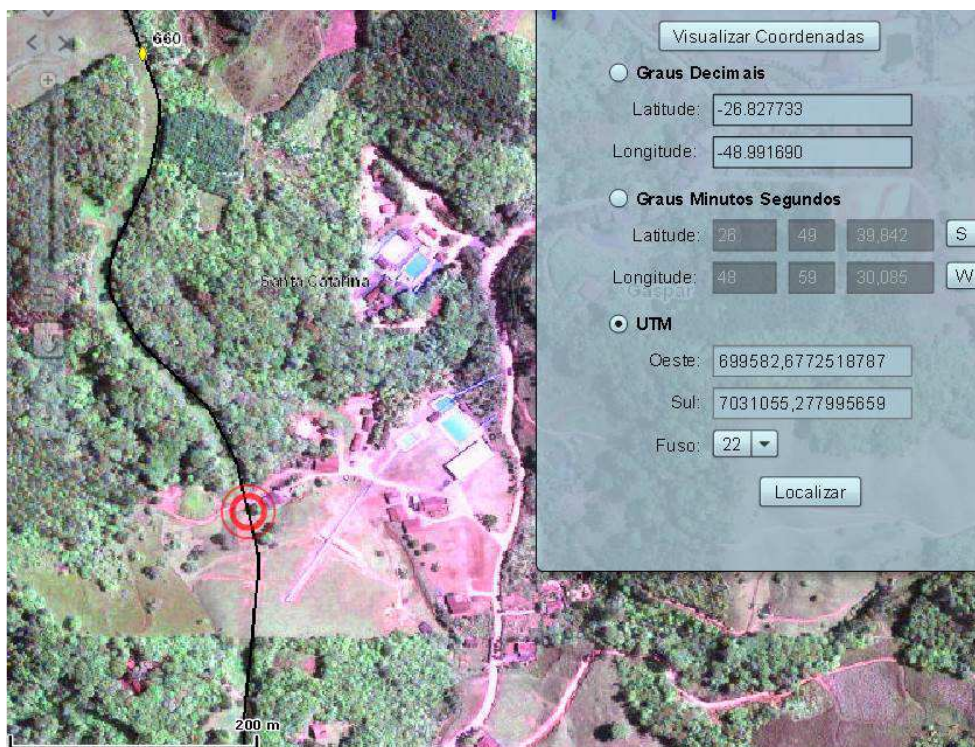 660
Santa Catarina
200 m
Visualizar Coordenadas
Graus Decimais
Latitude: -26.827733
Longitude: -48.991690
Graus Minutos Segundos
Latitude: 26 49 39,842 S
Longitude: 48 59 30,085 W
Gaspar
UTM
Oeste: 699582,6772518787
Sul: 7031055,277995659
Fuso: 22
Localizar